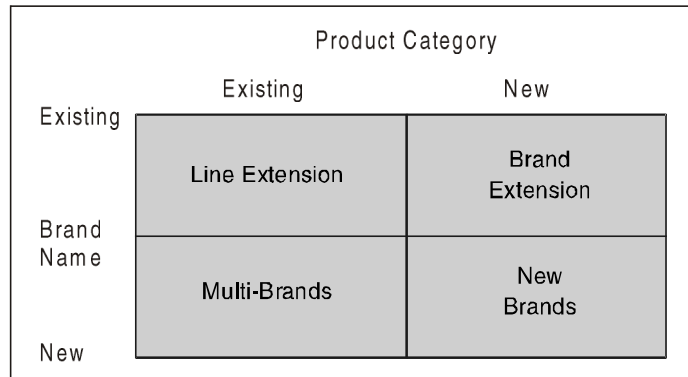 Product Category
Existing New
Existing
Line Extension
Brand
Extension
Brand
Name
Multi-Brands
New
Brands
New